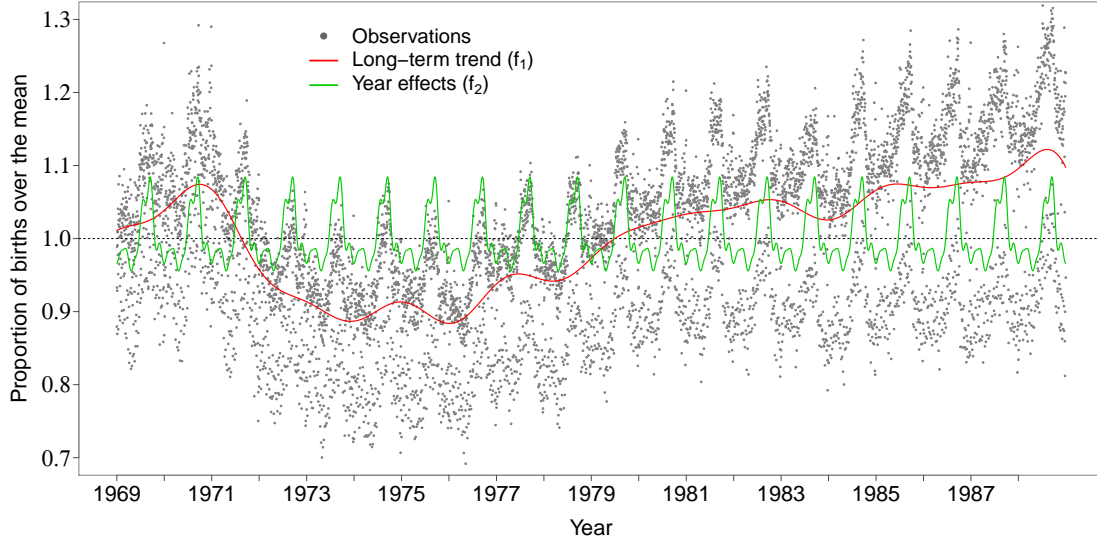 Proportion of births over the mean
1.3
1.2
1.1
1.0
0.9
0.8
0.7
Observations
Long−term trend (f₁)
Year effects (f₂)
1969 1971 1973 1975 1977 1979 1981 1983 1985 1987
Year